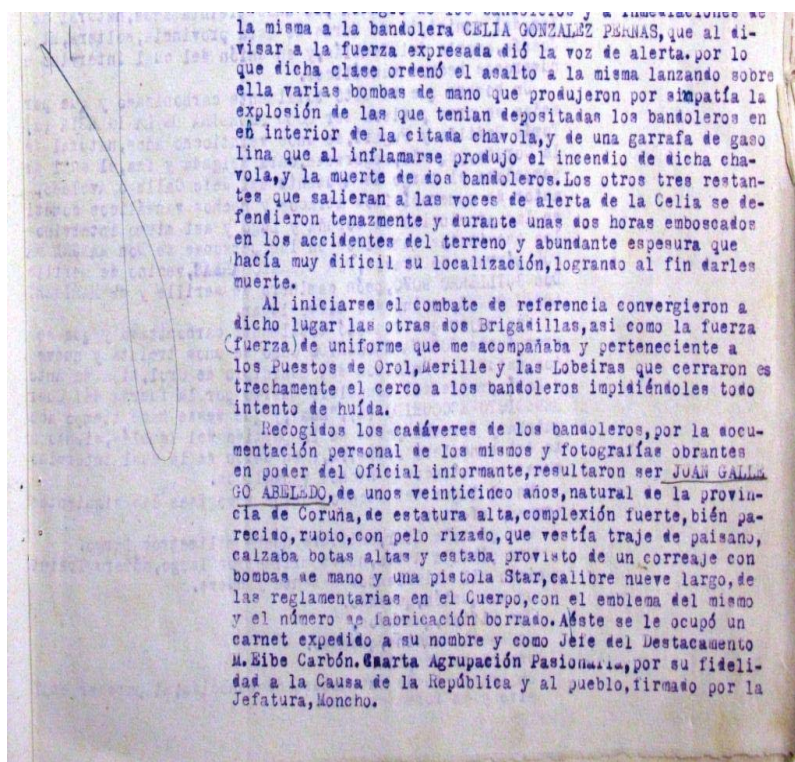 la misma a la bandolera CELIA GONZALEZ PERNAS,que al di-
visar a la fuerza expresada dió la voz de alerta.por lo
que dicha clase ordenó el asalto a la misma lanzando sobre
ella varias bombas de mano que produjeron por simpatía la
explosión de las que tenian depositadas los bandoleros en
en interior de la citada chavola,y de una garrafa de gaso
lina que al inflamarse produjo el incendio de dicha cha-
vola,y la muerte de dos bandoleros.Los otros tres restan-
tes que salieran a las voces de alerta de la Celia se de-
fendieron tenazmente y durante unas dos horas emboscados
en los accidentes del terreno y abundante espesura que
hacía muy dificil su localización,logrando al fin darles
muerte.
Al iniciarse el combate de referencia convergieron a
dicho lugar las otras dos Brigadillas,asi como la fuerza
(fuerza)de uniforme que me acompañaba y perteneciente a
los Puestos de Orol,Merille y las Lobeiras que cerraron es
trechamente el cerco a los bandoleros impidiéndoles todo
intento de huída.
Recogidos los cadáveres de los bandoleros,por la docu-
mentación personal de los mismos y fotografías obrantes
en poder del Oficial informante,resultaron ser JUAN GALLE
GO ABELEDO,de unos veinticinco años,natural de la provin-
cia de Coruña,de estatura alta,complexión fuerte,bién pa-
recido,rubio,con pelo rizado,que vestía traje de paisano,
calzaba botas altas y estaba provisto de un correaje con
bombas de mano y una pistola Star,calibre nueve largo,de
las reglamentarias en el Cuerpo,con el emblema del mismo
y el número de fabricación borrado.Aéste se le ocupó un
carnet expedido a su nombre y como Jefe del Destacamento
M.Eibe Carbón.Cuarta Agrupación Pasionaria,por su fideli-
dad a la Causa de la República y al pueblo,firmado por la
Jefatura,Moncho.